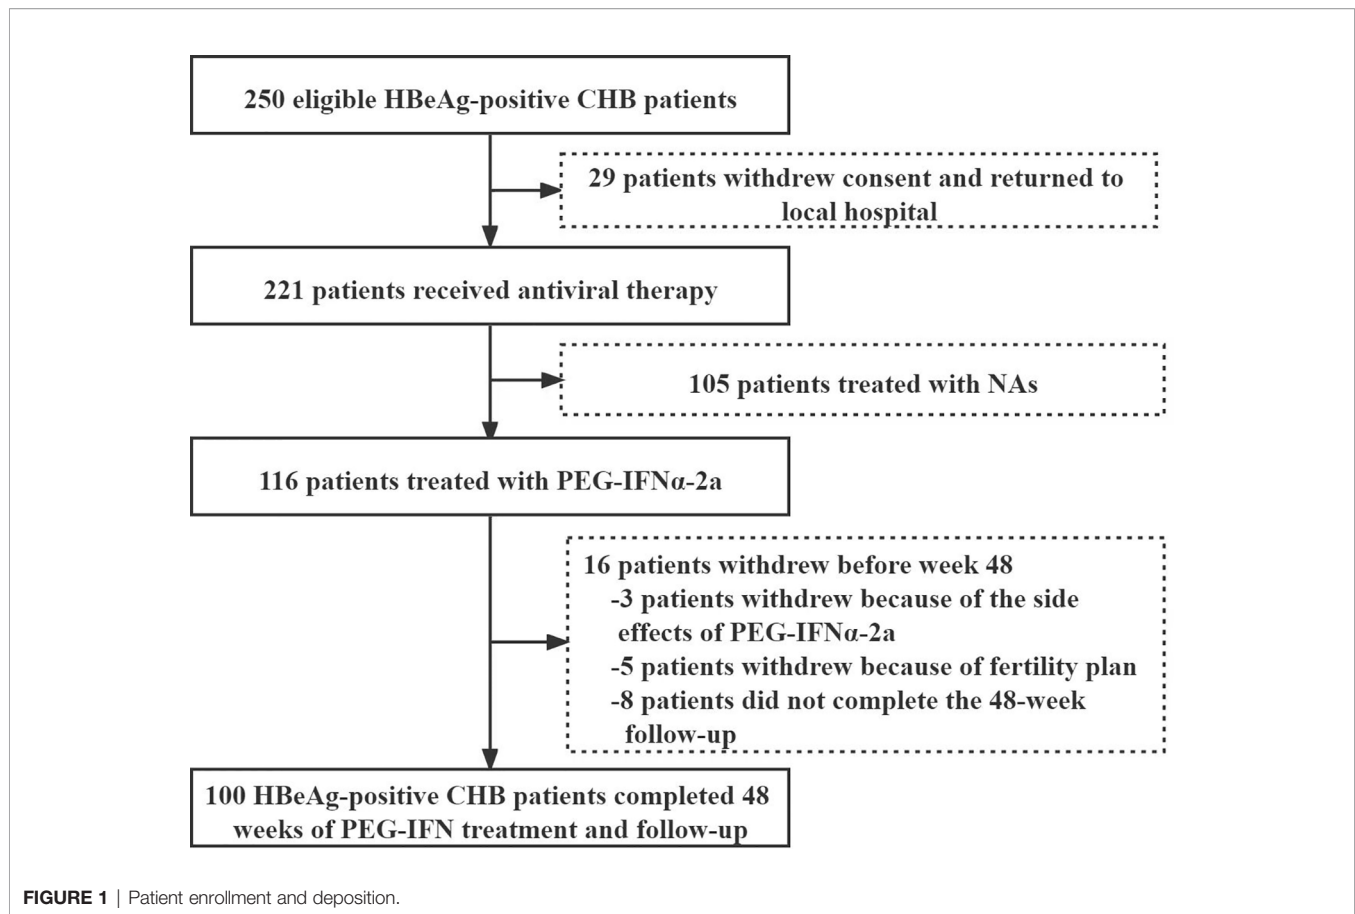 250 eligible HBeAg-positive CHB patients
29 patients withdrew consent and returned to
local hospital
221 patients received antiviral therapy
105 patients treated with NAs
116 patients treated with PEG-IFNα-2a
16 patients withdrew before week 48
-3 patients withdrew because of the side
effects of PEG-IFNα-2a
-5 patients withdrew because of fertility plan
-8 patients did not complete the 48-week
follow-up
100 HBeAg-positive CHB patients completed 48
weeks of PEG-IFN treatment and follow-up
FIGURE 1 | Patient enrollment and deposition.